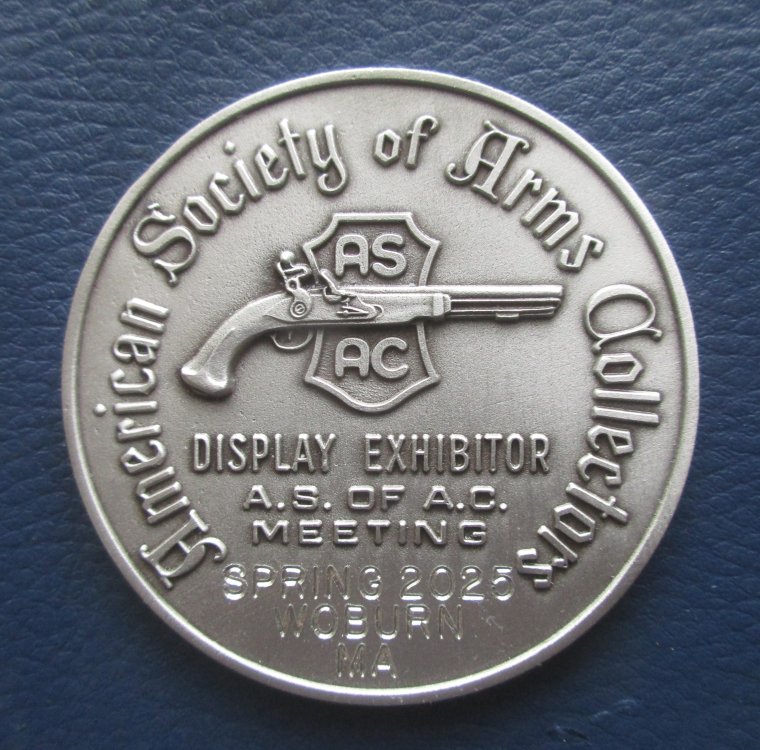 American Society of Arms Collectors
AS
AC
DISPLAY EXHIBITOR
A.S. OF A.C.
MEETING
SPRING 2025
WOBURN
MA